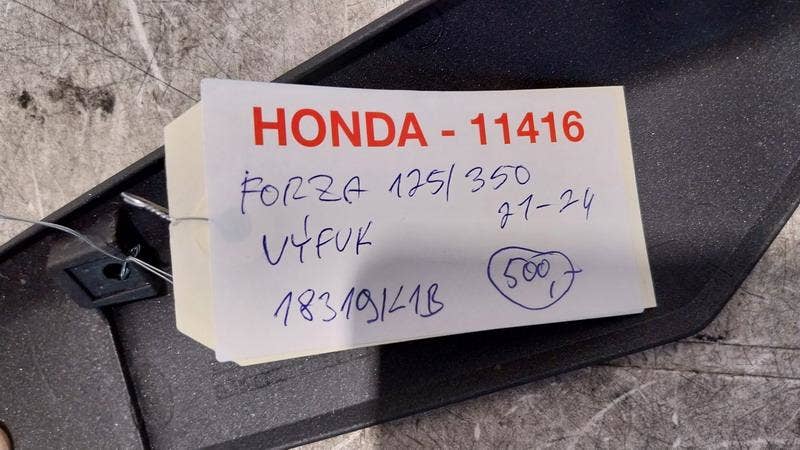 HONDA - 11416
FORZA 125/350
21-24
VÝFUK
500,-
18319/L1B